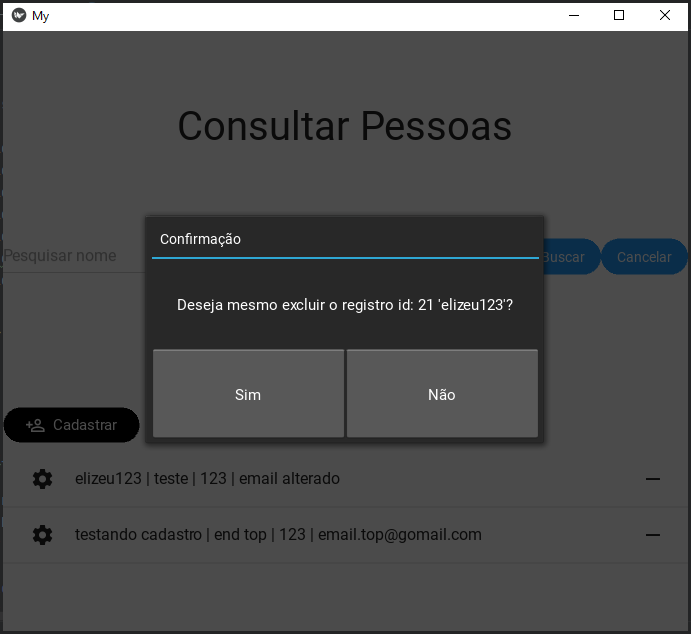 My
Consultar Pessoas
Confirmação
Pesquisar nome
Buscar
Cancelar
Deseja mesmo excluir o registro id: 21 'elizeu123'?
Sim
Não
Cadastrar
elizeu123 | teste | 123 | email alterado
testando cadastro | end top | 123 | email.top@gomail.com